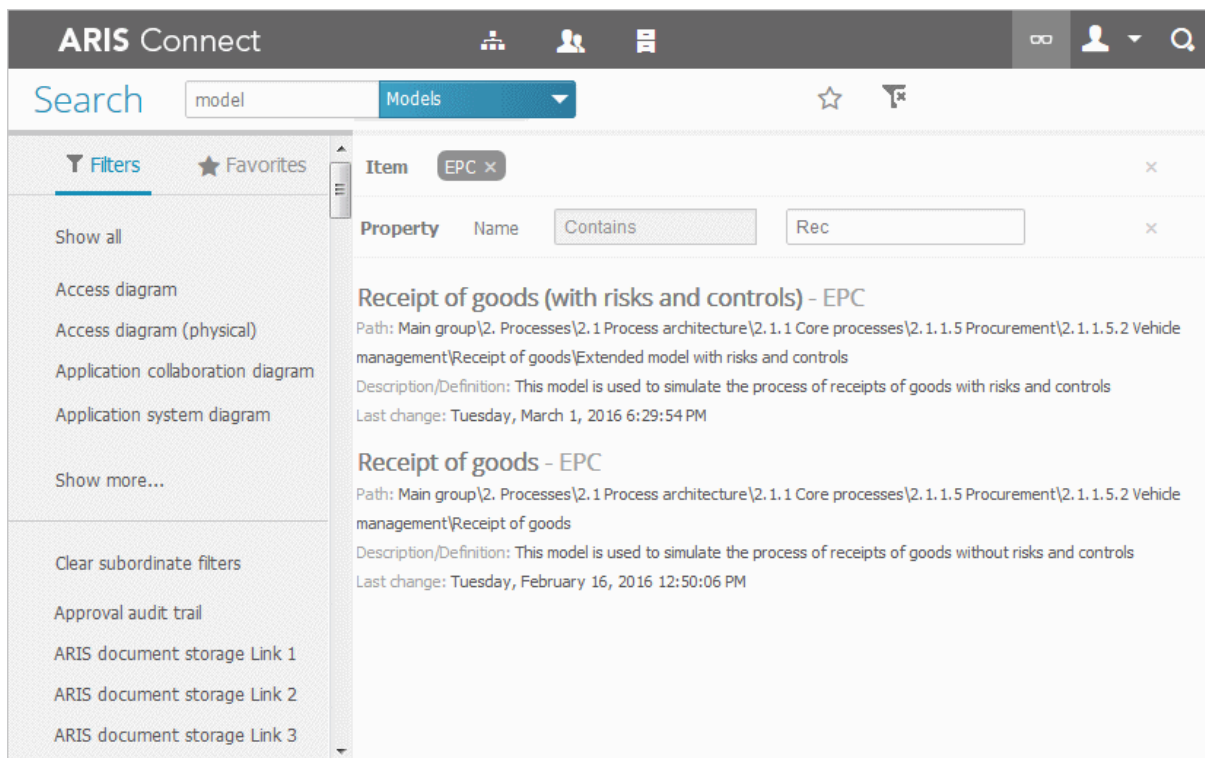 ARIS Connect
Search model Models
Filters Favorites
Item EPC ×
Property Name Contains Rec
Show all
Access diagram
Access diagram (physical)
Application collaboration diagram
Application system diagram
Show more...
Clear subordinate filters
Approval audit trail
ARIS document storage Link 1
ARIS document storage Link 2
ARIS document storage Link 3
Receipt of goods (with risks and controls) - EPC
Path: Main group\2. Processes\2.1 Process architecture\2.1.1 Core processes\2.1.1.5 Procurement\2.1.1.5.2 Vehicle
management\Receipt of goods\Extended model with risks and controls
Description/Definition: This model is used to simulate the process of receipts of goods with risks and controls
Last change: Tuesday, March 1, 2016 6:29:54 PM
Receipt of goods - EPC
Path: Main group\2. Processes\2.1 Process architecture\2.1.1 Core processes\2.1.1.5 Procurement\2.1.1.5.2 Vehicle
management\Receipt of goods
Description/Definition: This model is used to simulate the process of receipts of goods without risks and controls
Last change: Tuesday, February 16, 2016 12:50:06 PM